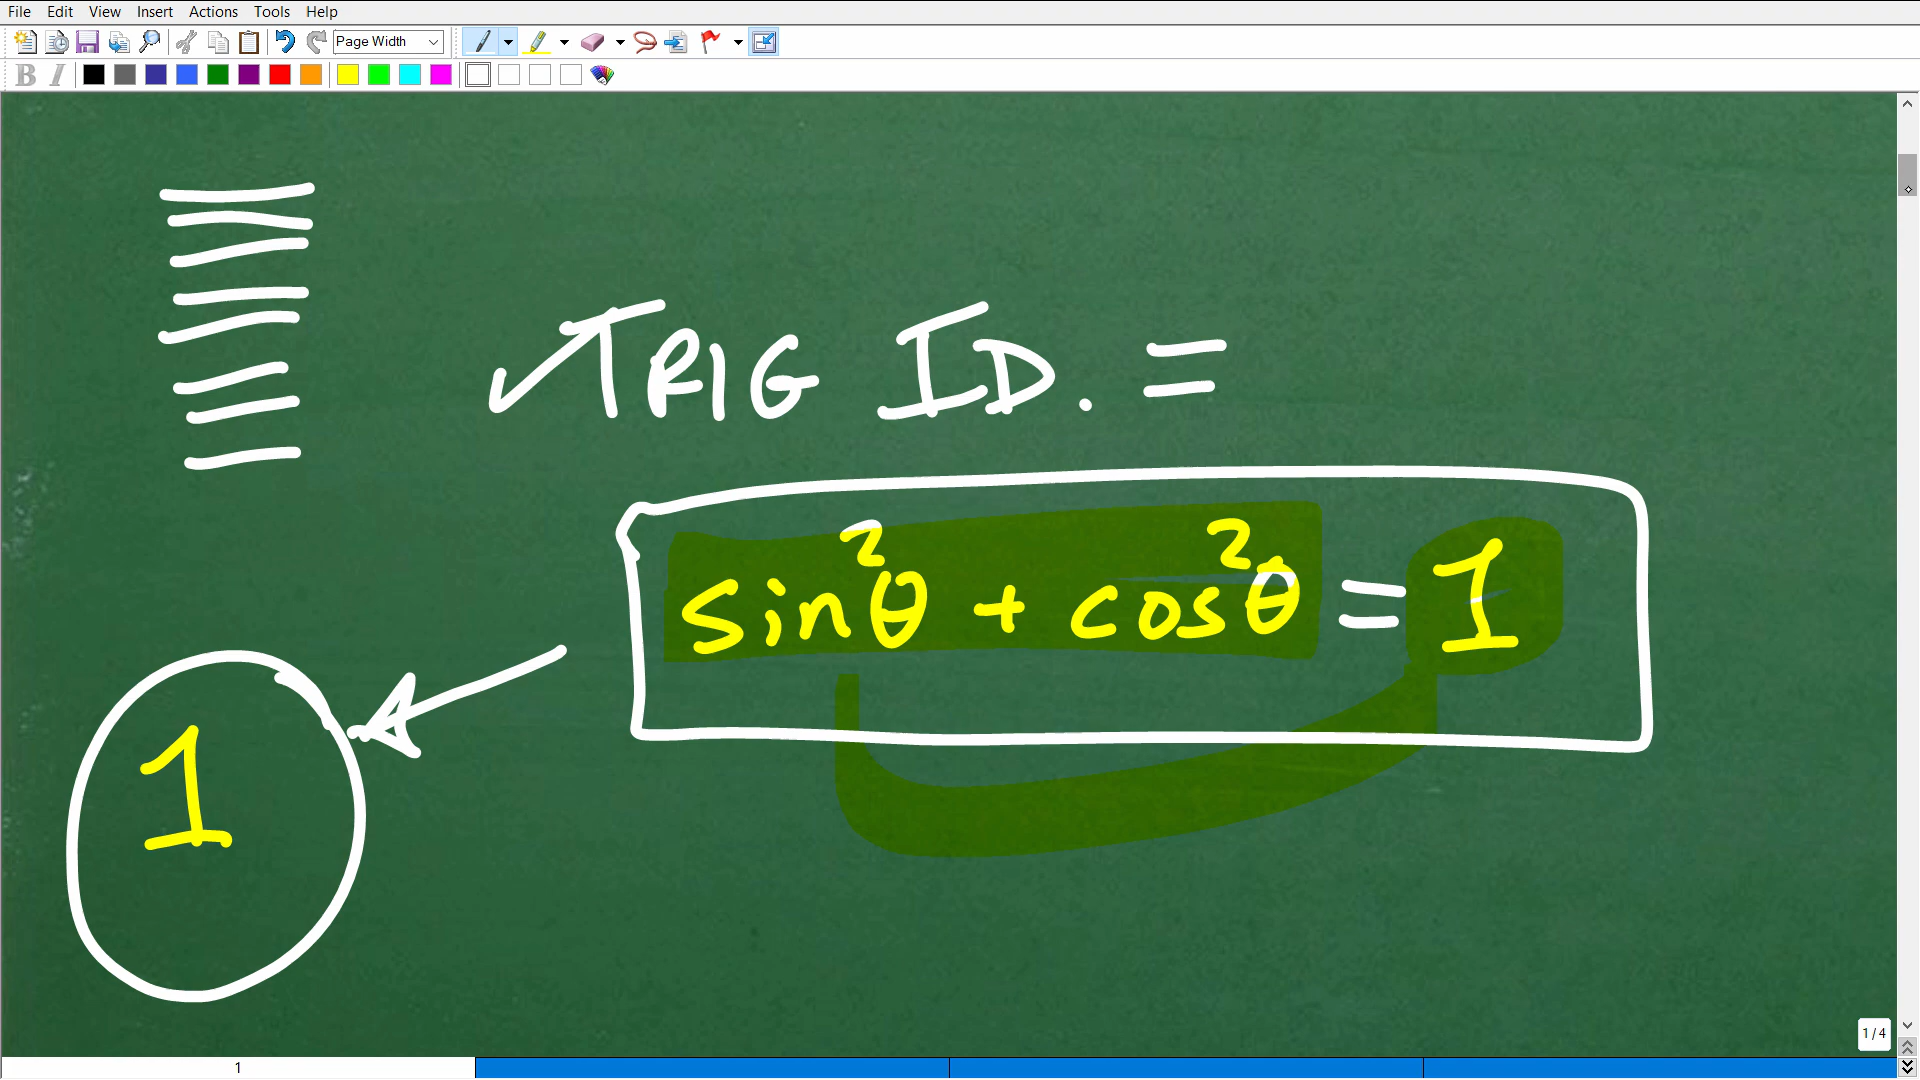 File Edit View Insert Actions Tools Help
Page Width
B I
TRIG ID. =
sin²θ + cos²θ = 1
1
1 / 4
1